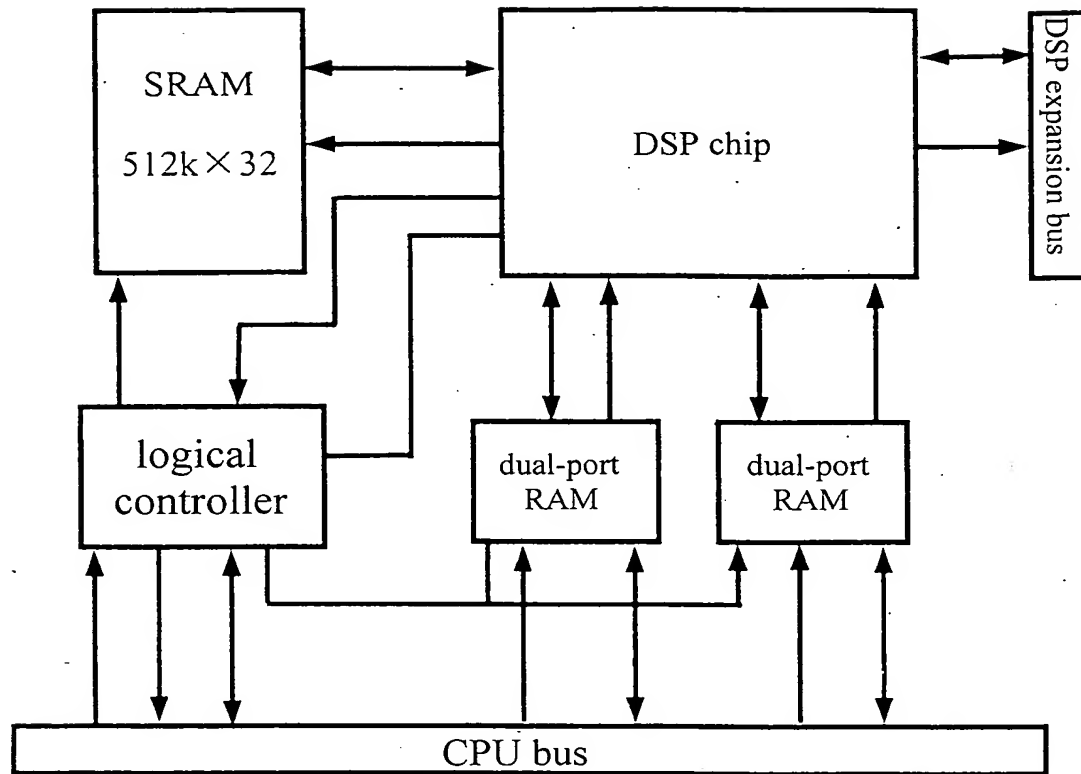 SRAM
512k×32
DSP chip
DSP expansion bus
logical
controller
dual-port
RAM
dual-port
RAM
CPU bus